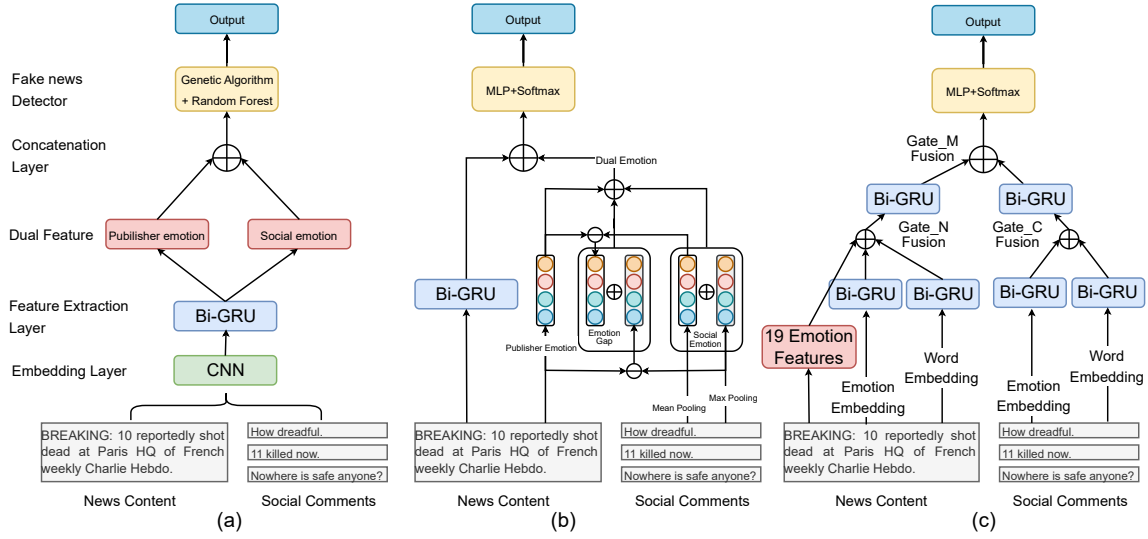 Output
Fake news
Detector
Genetic Algorithm
+ Random Forest
Concatenation
Layer
Dual Feature
Pubilisher emotion
Social emotion
Feature Extraction
Layer
Bi-GRU
Embedding Layer
CNN
BREAKING: 10 reportedly shot
dead at Paris HQ of French
weekly Charlie Hebdo.
How dreadful.
11 killed now.
Nowhere is safe anyone?
News Content
Social Comments
(a)
Output
MLP+Softmax
Dual Emotion
Bi-GRU
Emotion
Gap
Social
Emotion
Publisher Emotion
Mean Pooling
Max Pooling
BREAKING: 10 reportedly shot
dead at Paris HQ of French
weekly Charlie Hebdo.
How dreadful.
11 killed now.
Nowhere is safe anyone?
News Content
Social Comments
(b)
Output
MLP+Softmax
Gate_M
Fusion
Bi-GRU
Bi-GRU
Gate_N
Fusion
Gate_C
Fusion
Bi-GRU
Bi-GRU
Bi-GRU
Bi-GRU
19 Emotion
Features
Emotion
Embedding
Word
Embedding
Emotion
Embedding
Word
Embedding
BREAKING: 10 reportedly shot
dead at Paris HQ of French
weekly Charlie Hebdo.
How dreadful.
11 killed now.
Nowhere is safe anyone?
News Content
Social Comments
(c)